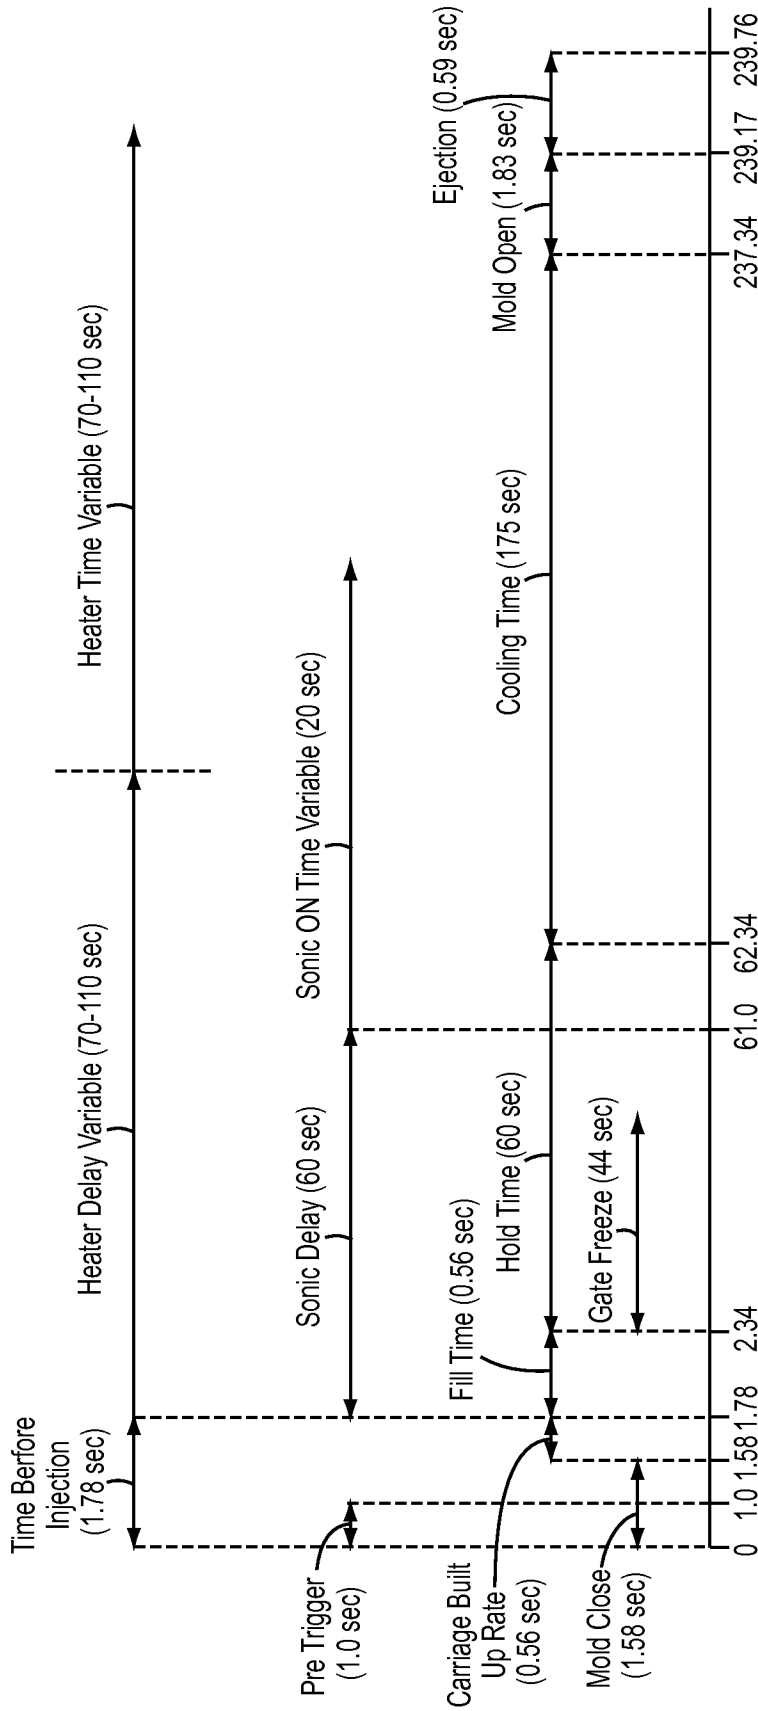 Time Berfore
Injection
(1.78 sec)
Heater Delay Variable (70-110 sec)
Heater Time Variable (70-110 sec)
Pre Trigger
(1.0 sec)
Sonic Delay (60 sec)
Sonic ON Time Variable (20 sec)
Carriage Built
Up Rate
(0.56 sec)
Fill Time (0.56 sec)
Hold Time (60 sec)
Cooling Time (175 sec)
Mold Open (1.83 sec)
Ejection (0.59 sec)
Mold Close
(1.58 sec)
Gate Freeze (44 sec)
0 1.0 1.58 1.78 2.34 61.0 62.34 237.34 239.17 239.76